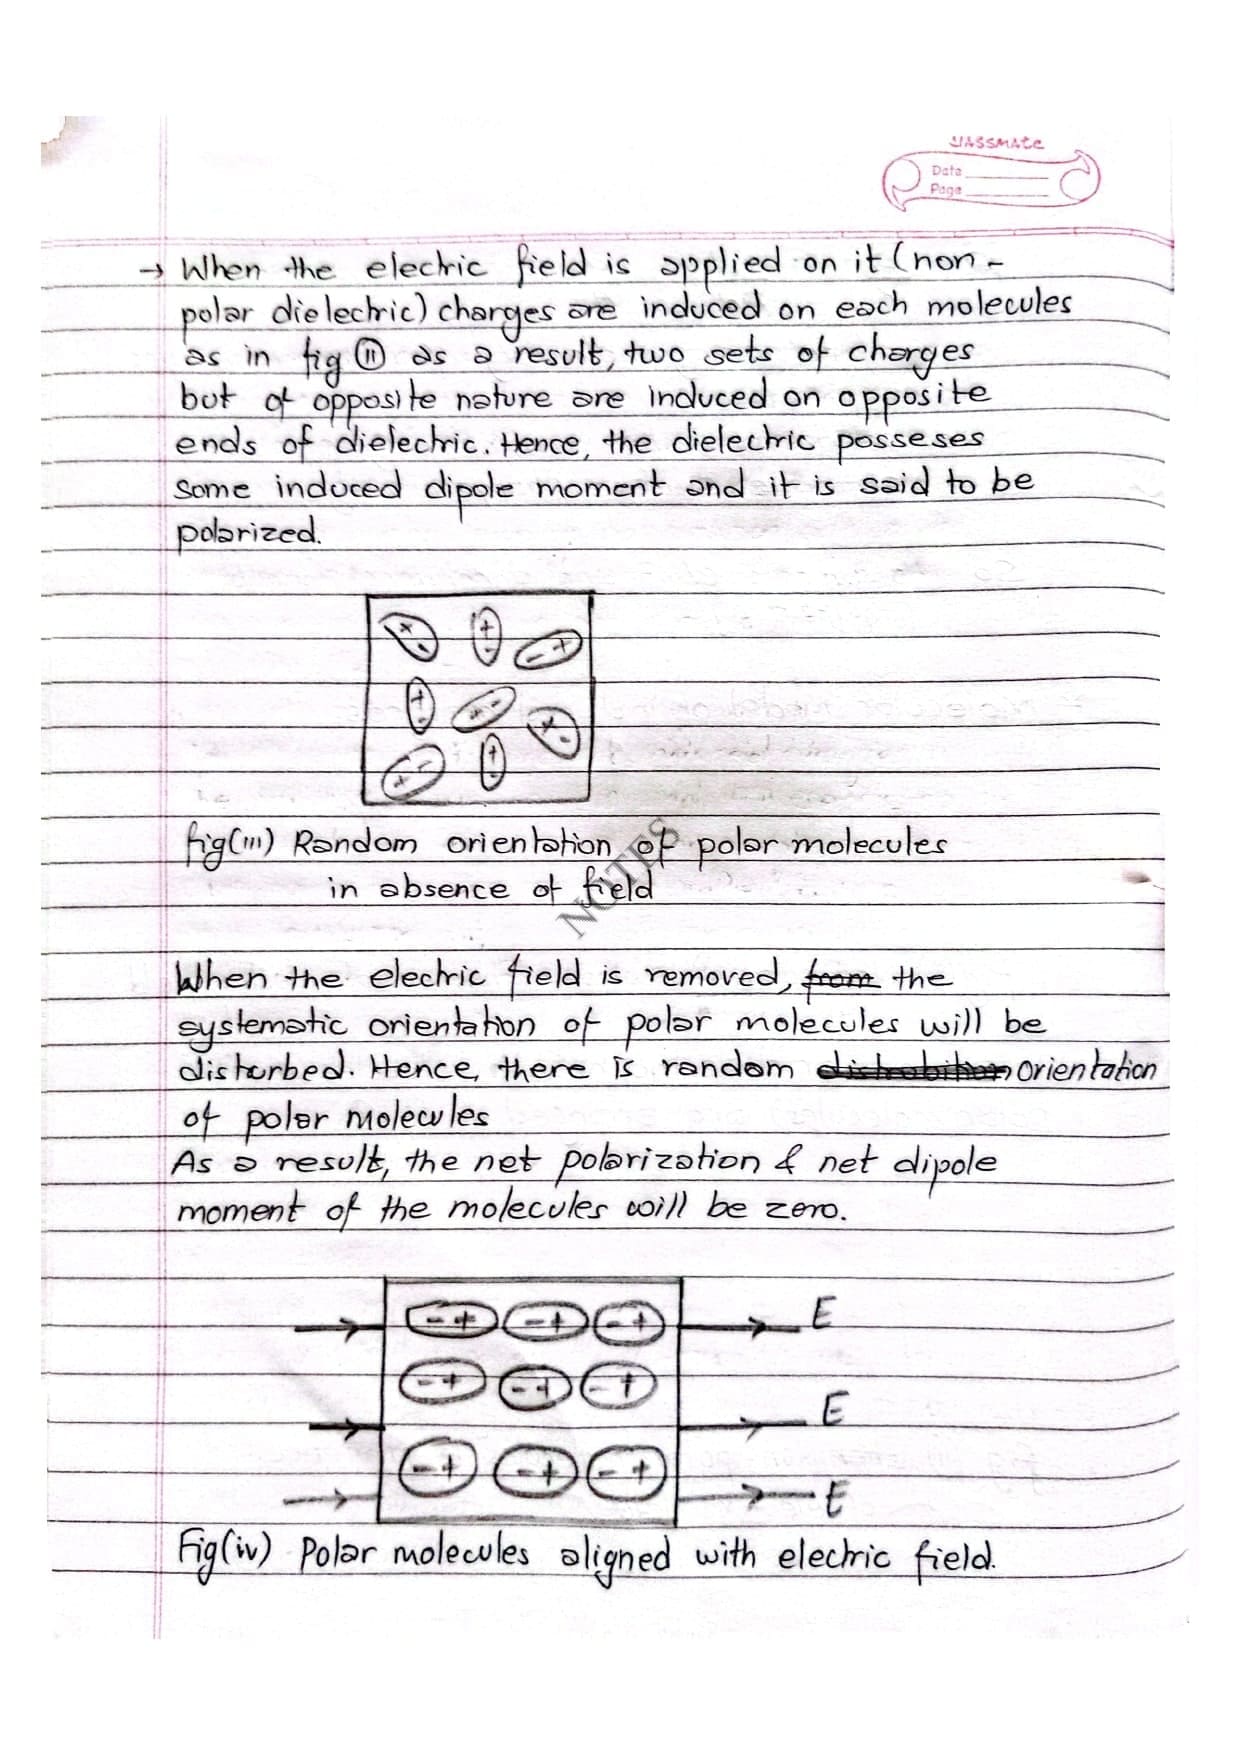 classmate
Date
Page
→ When the electric field is applied on it (non-
polar dielectric) charges are induced on each molecules
as in fig (ii) as a result, two sets of charges
but of opposite nature are induced on opposite
ends of dielectric. Hence, the dielectric posseses
some induced dipole moment and it is said to be
polarized.
+ - + - - +
+ - + - + -
+ - + -
fig(iii) Random orientation of polar molecules
in absence of field
NOTES
When the electric field is removed, from the
systematic orientation of polar molecules will be
disturbed. Hence, there is random distrabition orientation
of polar molecules
As a result, the net polarization & net dipole
moment of the molecules will be zero.
- + - + - + E
- + - + - +
E
- + - + - + E
Fig(iv) Polar molecules aligned with electric field.